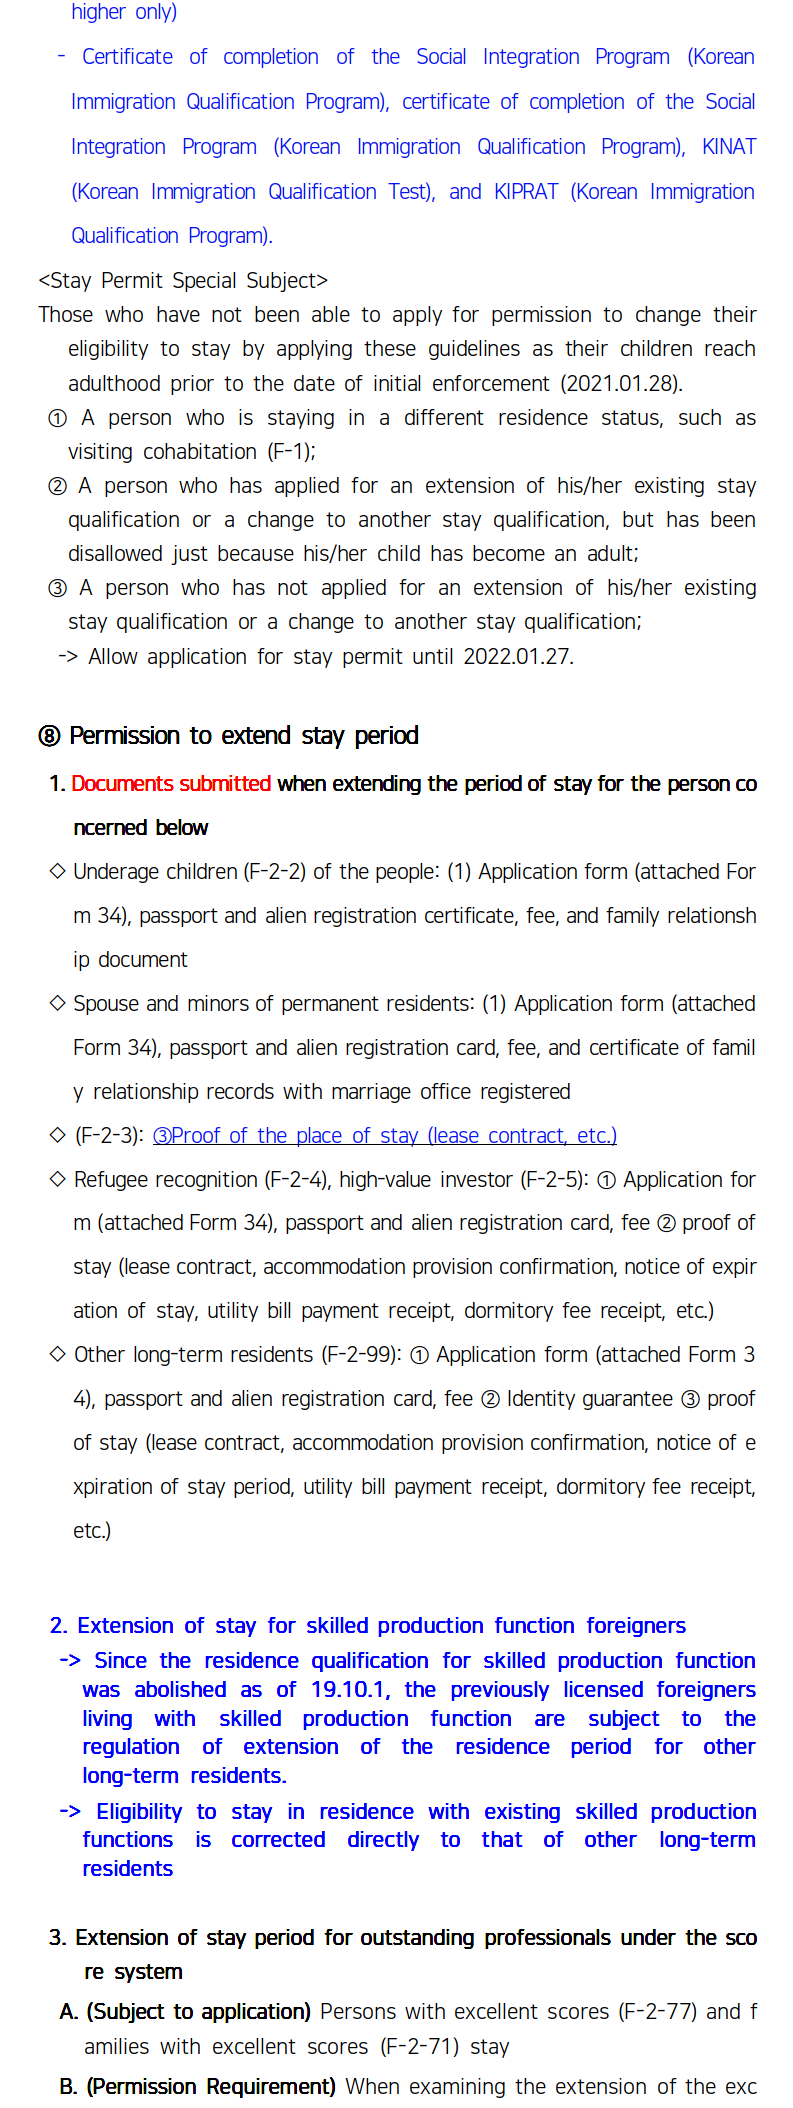 higher only)
- Certificate of completion of the Social Integration Program (Korean
Immigration Qualification Program), certificate of completion of the Social
Integration Program (Korean Immigration Qualification Program), KINAT
(Korean Immigration Qualification Test), and KIPRAT (Korean Immigration
Qualification Program).
<Stay Permit Special Subject>
Those who have not been able to apply for permission to change their
eligibility to stay by applying these guidelines as their children reach
adulthood prior to the date of initial enforcement (2021.01.28).
① A person who is staying in a different residence status, such as
visiting cohabitation (F-1);
② A person who has applied for an extension of his/her existing stay
qualification or a change to another stay qualification, but has been
disallowed just because his/her child has become an adult;
③ A person who has not applied for an extension of his/her existing
stay qualification or a change to another stay qualification;
-> Allow application for stay permit until 2022.01.27.
⑧ Permission to extend stay period
1. Documents submitted when extending the period of stay for the person co
ncerned below
◇ Underage children (F-2-2) of the people: (1) Application form (attached For
m 34), passport and alien registration certificate, fee, and family relationsh
ip document
◇ Spouse and minors of permanent residents: (1) Application form (attached
Form 34), passport and alien registration card, fee, and certificate of famil
y relationship records with marriage office registered
◇ (F-2-3): ③Proof of the place of stay (lease contract, etc.)
◇ Refugee recognition (F-2-4), high-value investor (F-2-5): ① Application for
m (attached Form 34), passport and alien registration card, fee ② proof of
stay (lease contract, accommodation provision confirmation, notice of expir
ation of stay, utility bill payment receipt, dormitory fee receipt, etc.)
◇ Other long-term residents (F-2-99): ① Application form (attached Form 3
4), passport and alien registration card, fee ② Identity guarantee ③ proof
of stay (lease contract, accommodation provision confirmation, notice of e
xpiration of stay period, utility bill payment receipt, dormitory fee receipt,
etc.)
2. Extension of stay for skilled production function foreigners
-> Since the residence qualification for skilled production function
was abolished as of 19.10.1, the previously licensed foreigners
living with skilled production function are subject to the
regulation of extension of the residence period for other
long-term residents.
-> Eligibility to stay in residence with existing skilled production
functions is corrected directly to that of other long-term
residents
3. Extension of stay period for outstanding professionals under the sco
re system
A. (Subject to application) Persons with excellent scores (F-2-77) and f
amilies with excellent scores (F-2-71) stay
B. (Permission Requirement) When examining the extension of the exc